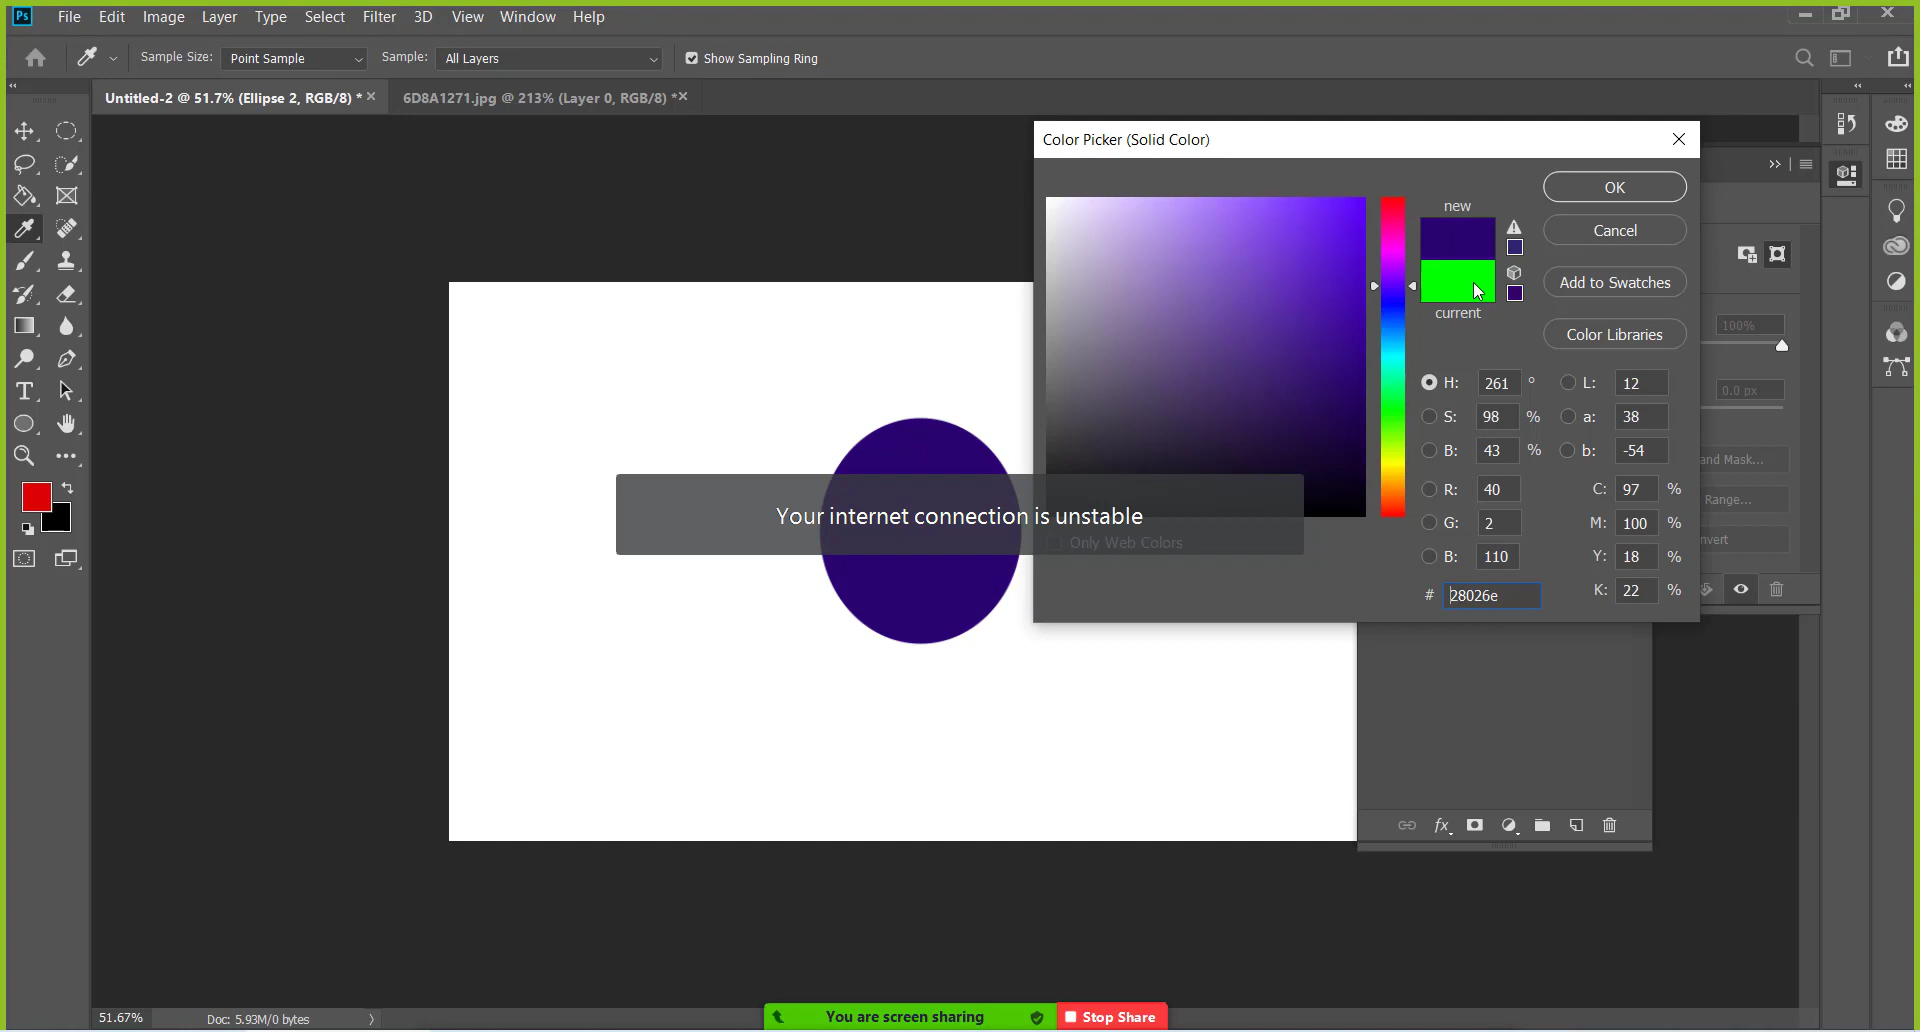 Ps File Edit Image Layer Type Select Filter 3D View Window Help
Sample Size: Point Sample Sample: All Layers Show Sampling Ring
Untitled-2 @ 51.7% (Ellipse 2, RGB/8) * 6D8A1271.jpg @ 213% (Layer 0, RGB/8) *
Color Picker (Solid Color)
new
current
OK
Cancel
Add to Swatches
Color Libraries
H: 261 ° L: 12
S: 98 % a: 38
B: 43 % b: -54
R: 40 C: 97 %
G: 2 M: 100 %
B: 110 Y: 18 %
# 28026e K: 22 %
Only Web Colors
Your internet connection is unstable
100%
0.0 px
and Mask...
Range...
nvert
T
fx
51.67% Doc: 5.93M/0 bytes
You are screen sharing Stop Share